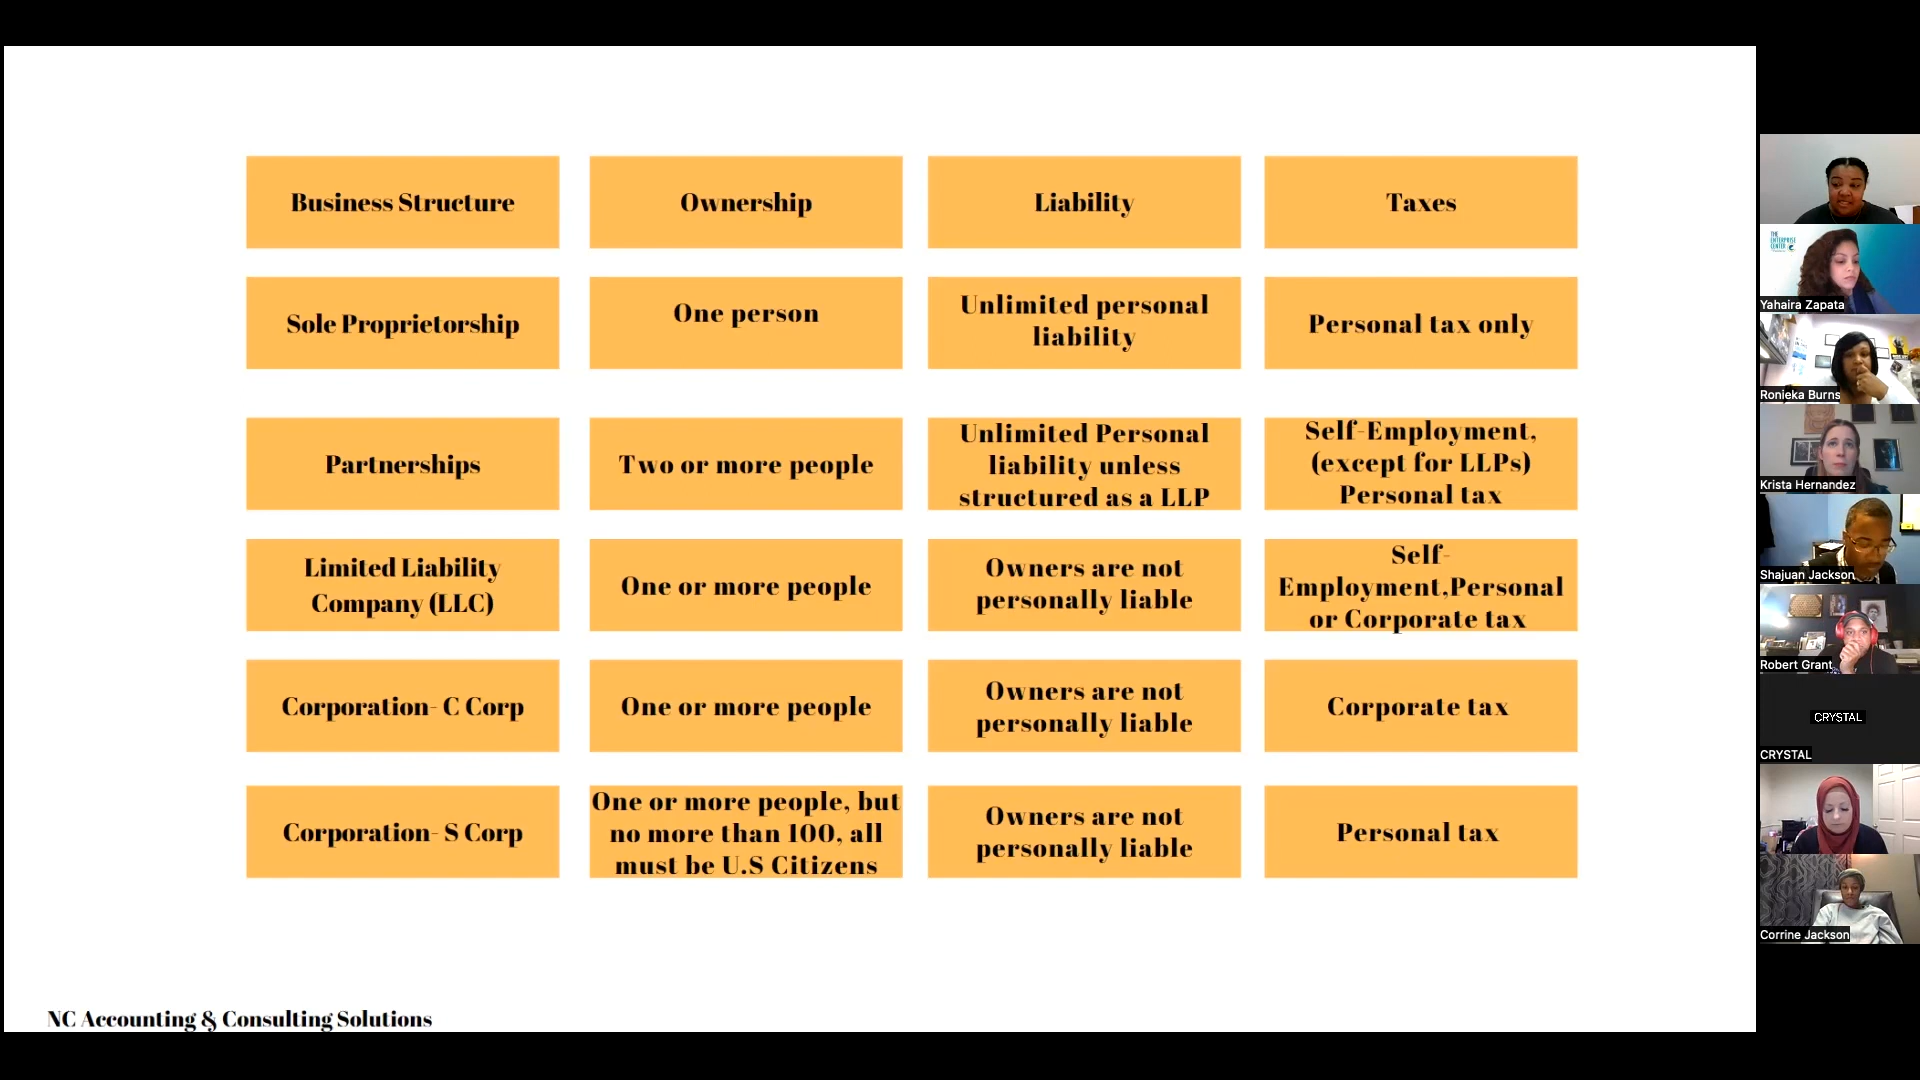 Business Structure
Ownership
Liability
Taxes
Sole Proprietorship
One person
Unlimited personal
liability
Personal tax only
Partnerships
Two or more people
Unlimited Personal
liability unless
structured as a LLP
Self-Employment,
(except for LLPs)
Personal tax
Limited Liability
Company (LLC)
One or more people
Owners are not
personally liable
Self-
Employment,Personal
or Corporate tax
Corporation- C Corp
One or more people
Owners are not
personally liable
Corporate tax
Corporation- S Corp
One or more people, but
no more than 100, all
must be U.S Citizens
Owners are not
personally liable
Personal tax
NC Accounting & Consulting Solutions
THE
ENTERPRISE
CENTER
Yahaira Zapata
Ronieka Burns
Krista Hernandez
Shajuan Jackson
Robert Grant
CRYSTAL
CRYSTAL
Corrine Jackson